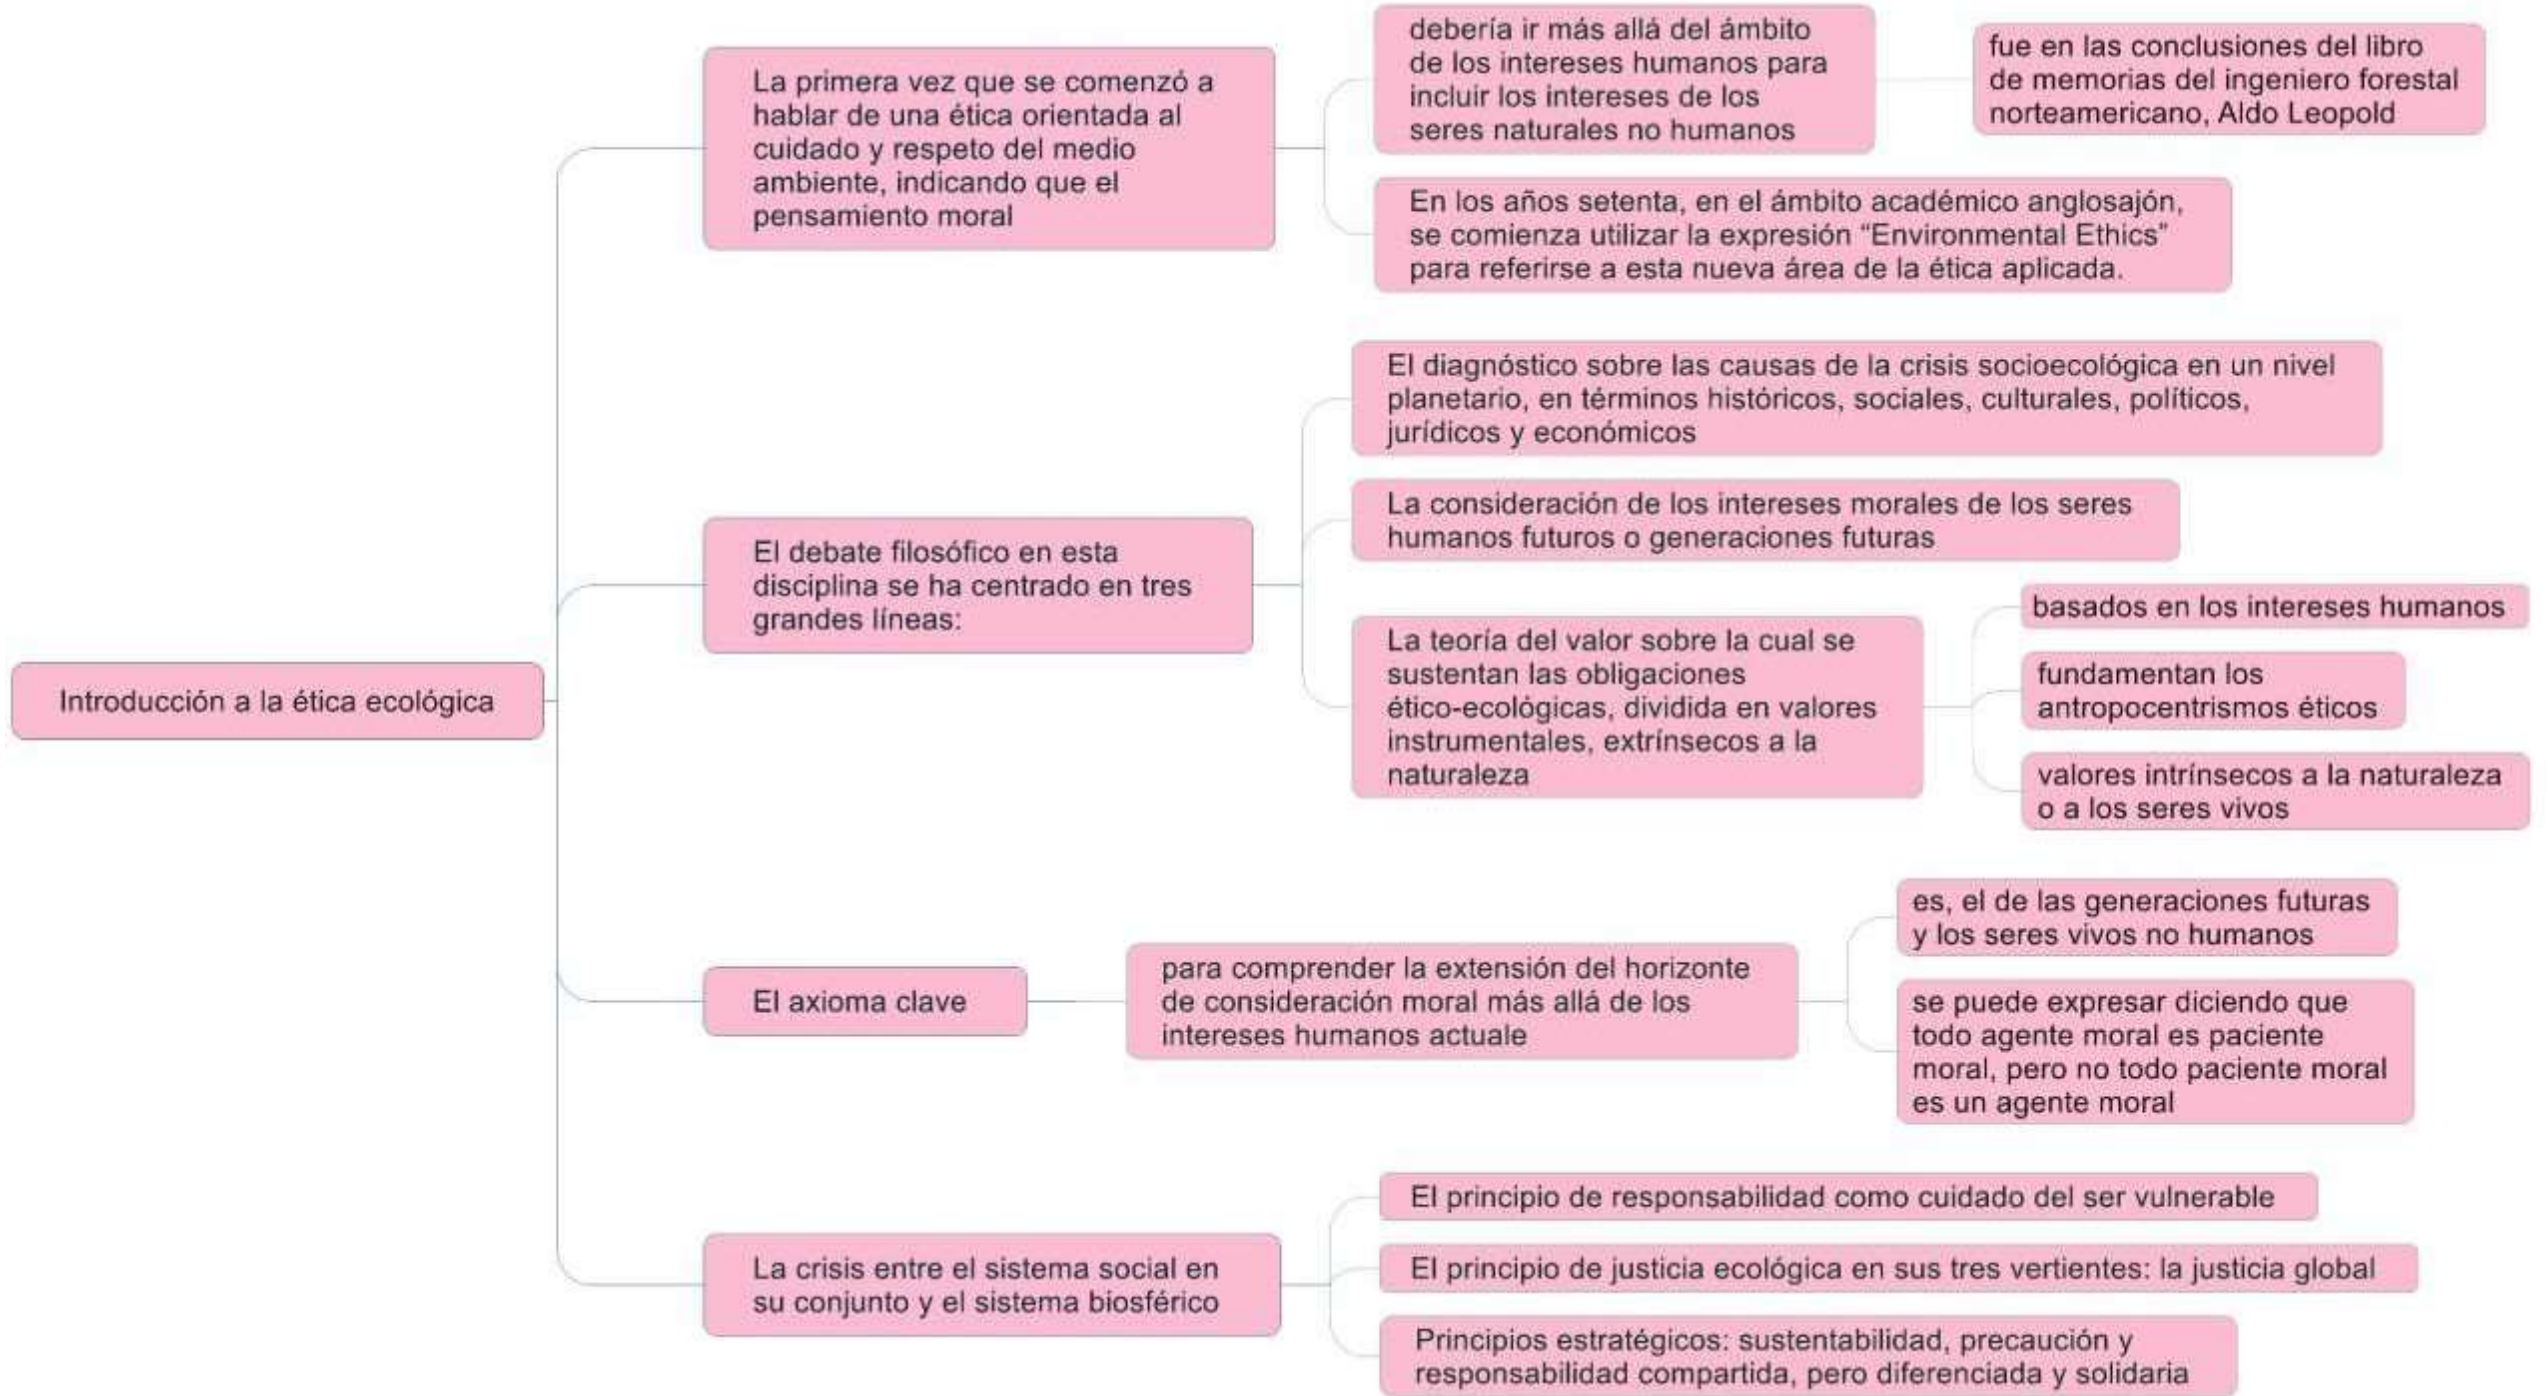 Introducción a la ética ecológica
La primera vez que se comenzó a
hablar de una ética orientada al
cuidado y respeto del medio
ambiente, indicando que el
pensamiento moral
debería ir más allá del ámbito
de los intereses humanos para
incluir los intereses de los
seres naturales no humanos
fue en las conclusiones del libro
de memorias del ingeniero forestal
norteamericano, Aldo Leopold
En los años setenta, en el ámbito académico anglosajón,
se comienza utilizar la expresión “Environmental Ethics”
para referirse a esta nueva área de la ética aplicada.
El debate filosófico en esta
disciplina se ha centrado en tres
grandes líneas:
El diagnóstico sobre las causas de la crisis socioecológica en un nivel
planetario, en términos históricos, sociales, culturales, políticos,
jurídicos y económicos
La consideración de los intereses morales de los seres
humanos futuros o generaciones futuras
La teoría del valor sobre la cual se
sustentan las obligaciones
ético-ecológicas, dividida en valores
instrumentales, extrínsecos a la
naturaleza
basados en los intereses humanos
fundamentan los
antropocentrismos éticos
valores intrínsecos a la naturaleza
o a los seres vivos
El axioma clave
para comprender la extensión del horizonte
de consideración moral más allá de los
intereses humanos actuale
es, el de las generaciones futuras
y los seres vivos no humanos
se puede expresar diciendo que
todo agente moral es paciente
moral, pero no todo paciente moral
es un agente moral
La crisis entre el sistema social en
su conjunto y el sistema biosférico
El principio de responsabilidad como cuidado del ser vulnerable
El principio de justicia ecológica en sus tres vertientes: la justicia global
Principios estratégicos: sustentabilidad, precaución y
responsabilidad compartida, pero diferenciada y solidaria